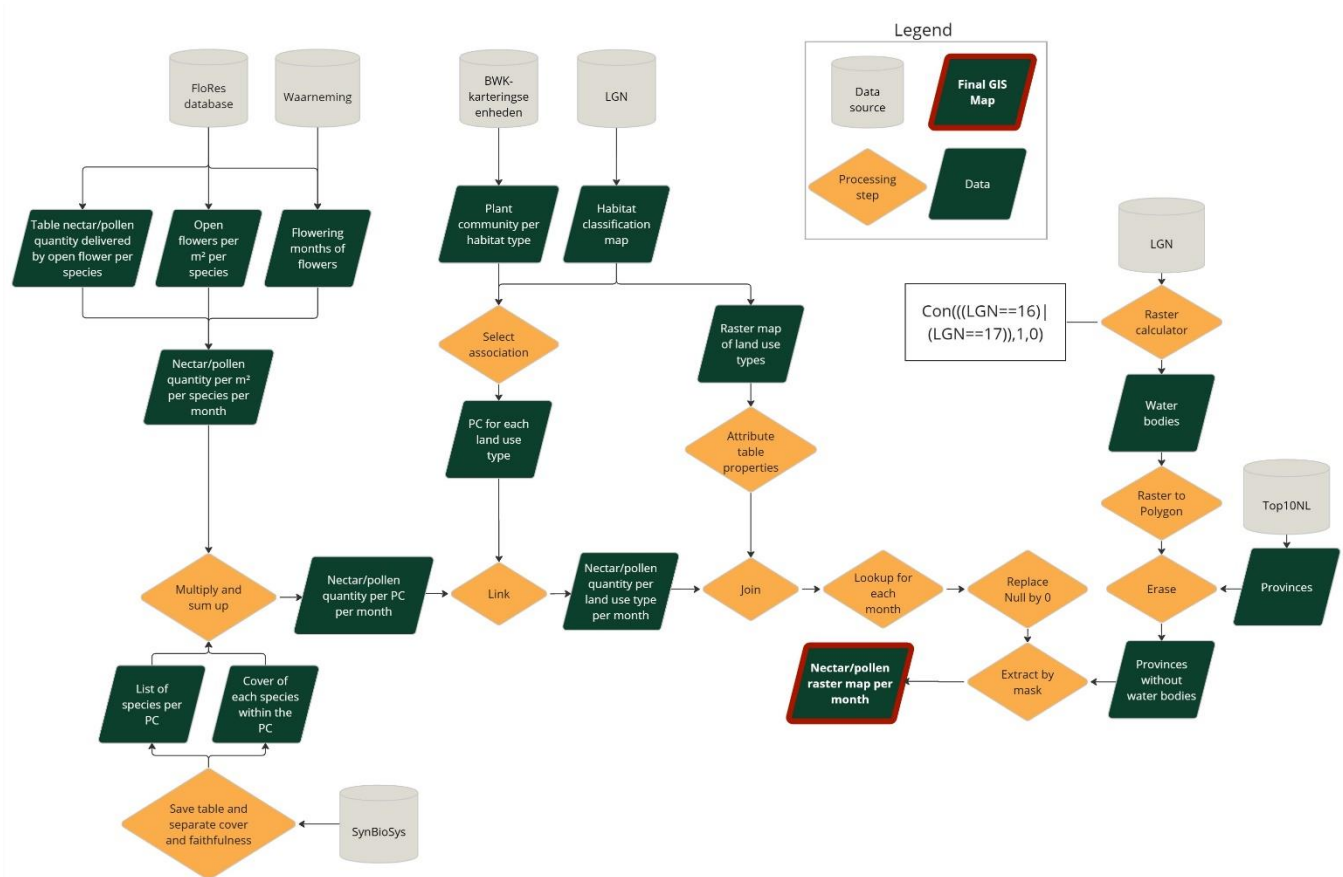 Legend
Data
source
Final GIS
Map
Processing
step
Data
FloRes
database
Waarneming
BWK-
karteringse
enheden
LGN
Table nectar/pollen
quantity delivered
by open flower per
species
Open
flowers per
m² per
species
Flowering
months of
flowers
Plant
community per
habitat type
Habitat
classification
map
LGN
Con(((LGN==16)|
(LGN==17)),1,0)
Raster
calculator
Select
association
Raster map
of land use
types
Nectar/pollen
quantity per m²
per species per
month
Water
bodies
PC for each
land use
type
Attribute
table
properties
Raster to
Polygon
Top10NL
Multiply and
sum up
Nectar/pollen
quantity per PC
per month
Link
Nectar/pollen
quantity per
land use type
per month
Join
Lookup for
each
month
Replace
Null by 0
Erase
Provinces
List of
species per
PC
Cover of
each species
within the
PC
Nectar/pollen
raster map per
month
Extract by
mask
Provinces
without
water bodies
Save table and
separate cover
and faithfulness
SynBioSys